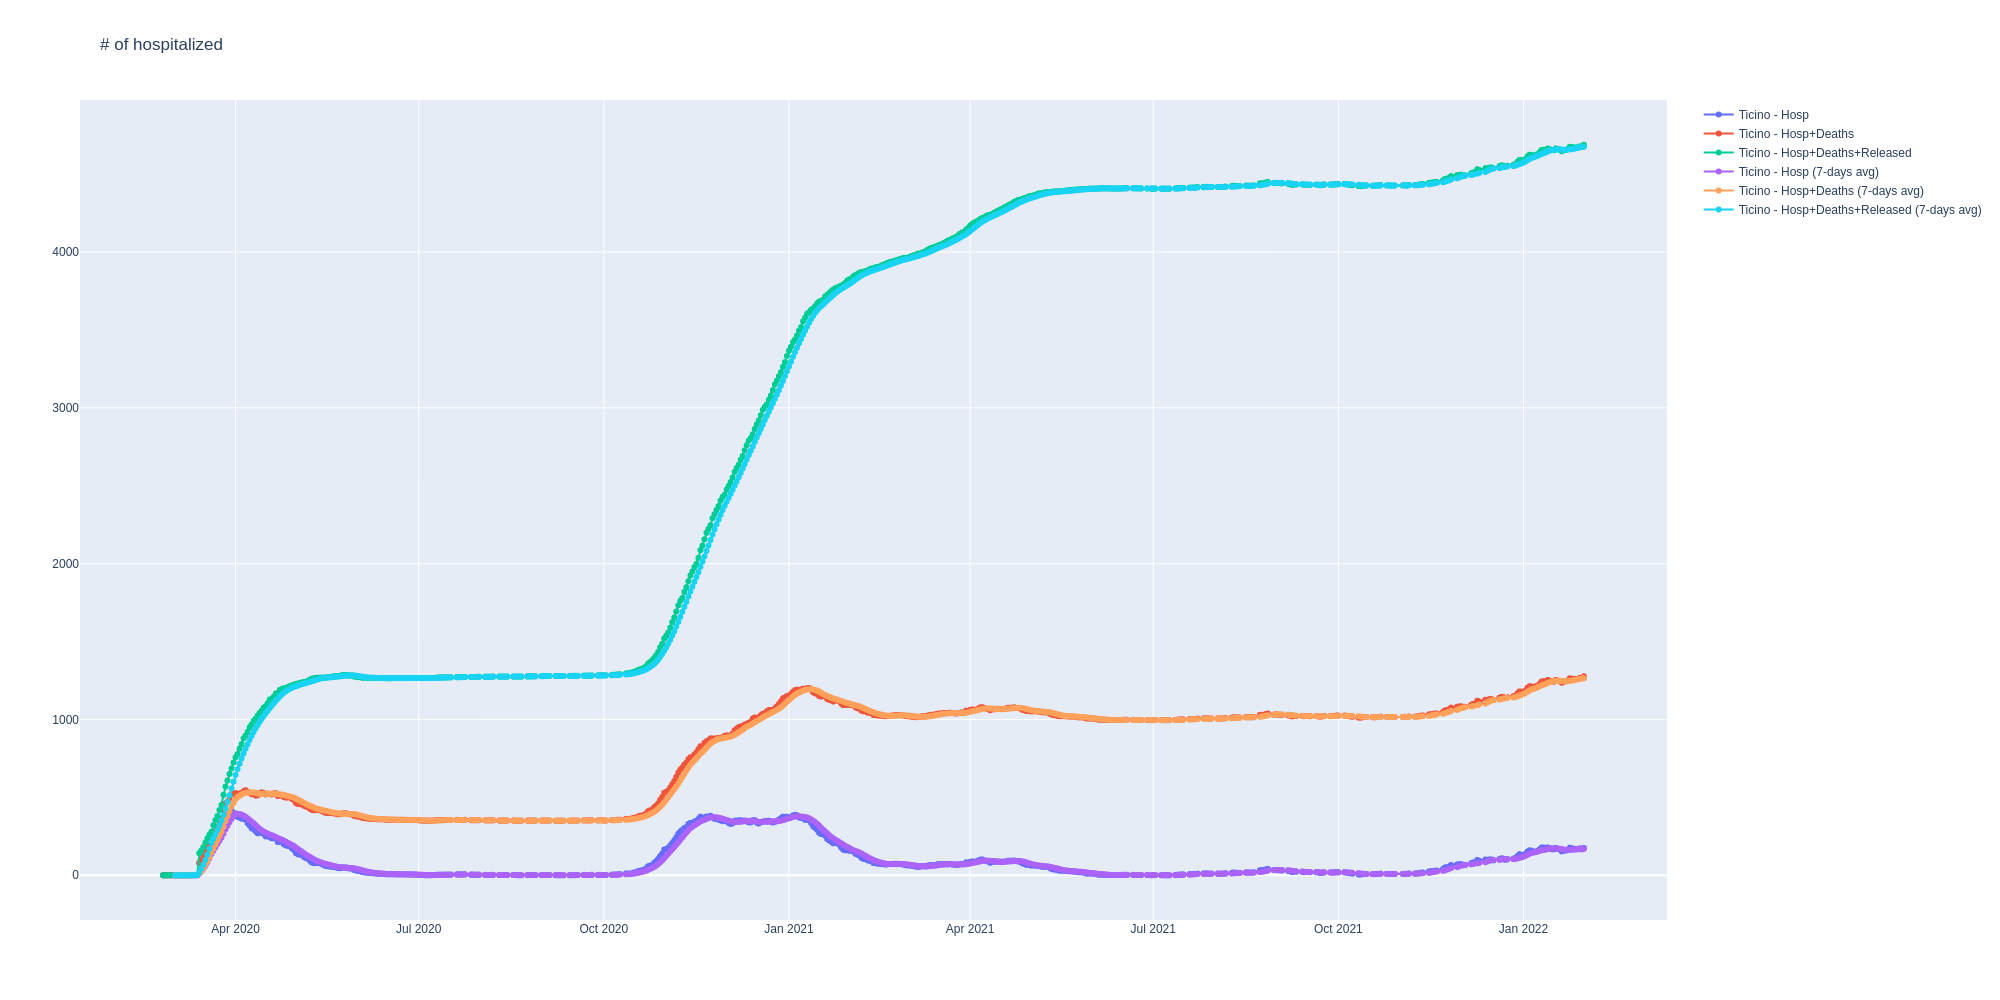 # of hospitalized
Ticino - Hosp
Ticino - Hosp+Deaths
Ticino - Hosp+Deaths+Released
Ticino - Hosp (7-days avg)
Ticino - Hosp+Deaths (7-days avg)
Ticino - Hosp+Deaths+Released (7-days avg)
4000
3000
2000
1000
0
Apr 2020
Jul 2020
Oct 2020
Jan 2021
Apr 2021
Jul 2021
Oct 2021
Jan 2022